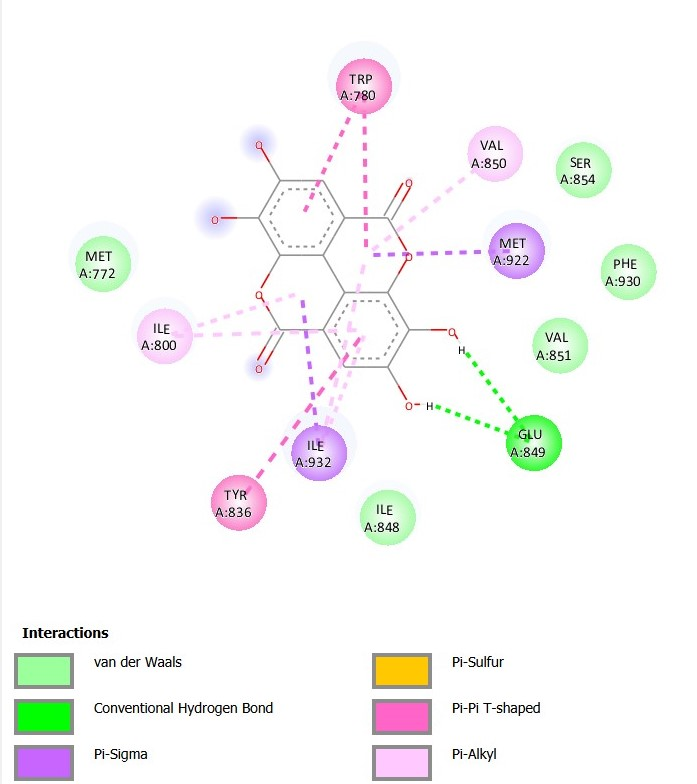 TRP
A:780
O
VAL
A:850
SER
A:854
O
O
MET
A:922
MET
A:772
O
PHE
A:930
O
ILE
A:800
O
H
VAL
A:851
O
O
H
GLU
A:849
ILE
A:932
TYR
A:836
ILE
A:848
Interactions
van der Waals
Pi-Sulfur
Conventional Hydrogen Bond
Pi-Pi T-shaped
Pi-Sigma
Pi-Alkyl